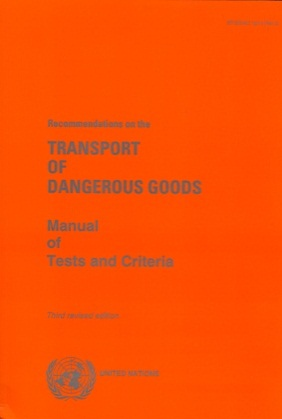 Recommendations on the
TRANSPORT
OF
DANGEROUS GOODS
Manual
of
Tests and Criteria
Third revised edition
UNITED NATIONS